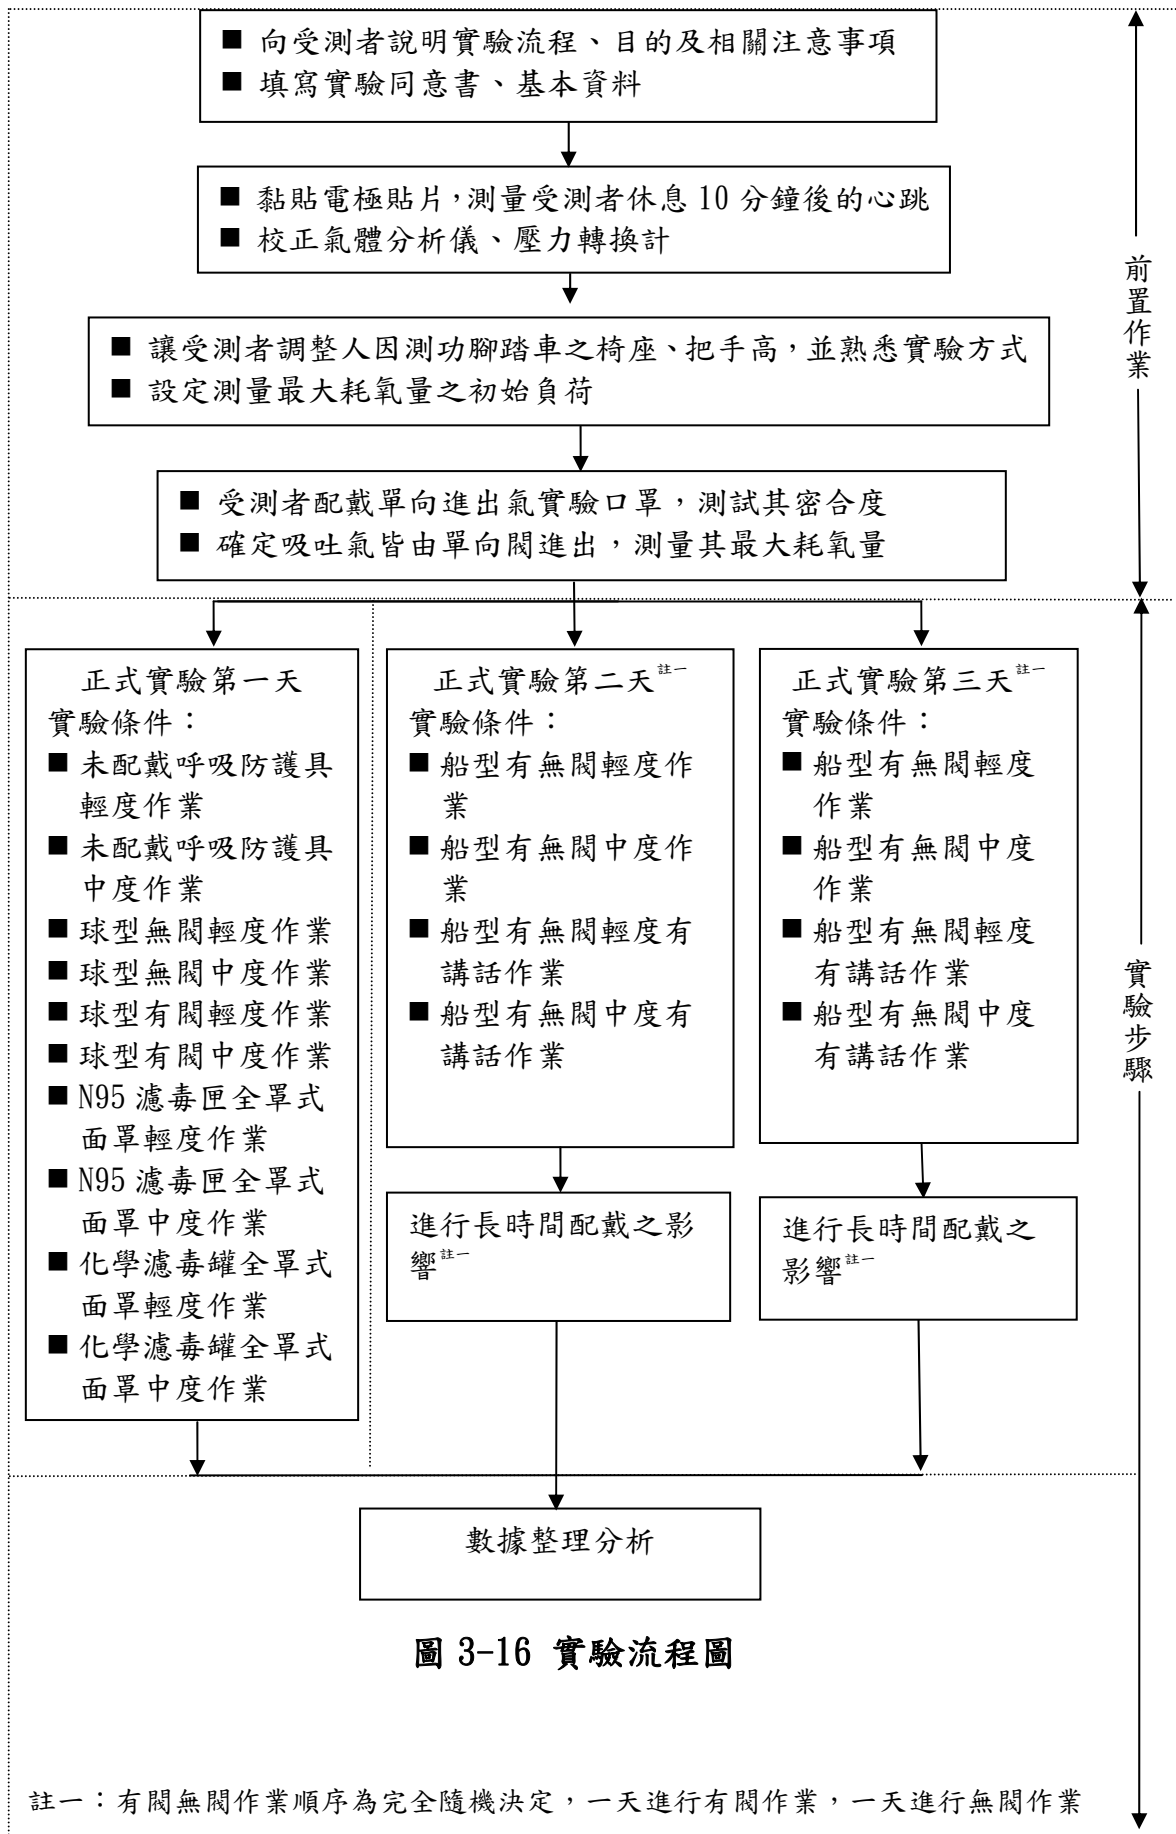 ■ 向受測者說明實驗流程、目的及相關注意事項
■ 填寫實驗同意書、基本資料
■ 黏貼電極貼片，測量受測者休息 10 分鐘後的心跳
■ 校正氣體分析儀、壓力轉換計
■ 讓受測者調整人因測功腳踏車之椅座、把手高，並熟悉實驗方式
■ 設定測量最大耗氧量之初始負荷
■ 受測者配戴單向進出氣實驗口罩，測試其密合度
■ 確定吸吐氣皆由單向閥進出，測量其最大耗氧量
前置作業
正式實驗第一天
實驗條件：
■ 未配戴呼吸防護具
輕度作業
■ 未配戴呼吸防護具
中度作業
■ 球型無閥輕度作業
■ 球型無閥中度作業
■ 球型有閥輕度作業
■ 球型有閥中度作業
■ N95 濾毒匣全罩式
面罩輕度作業
■ N95 濾毒匣全罩式
面罩中度作業
■ 化學濾毒罐全罩式
面罩輕度作業
■ 化學濾毒罐全罩式
面罩中度作業
正式實驗第二天註一
實驗條件：
■ 船型有無閥輕度作
業
■ 船型有無閥中度作
業
■ 船型有無閥輕度有
講話作業
■ 船型有無閥中度有
講話作業
進行長時間配戴之影
響註一
正式實驗第三天註一
實驗條件：
■ 船型有無閥輕度
作業
■ 船型有無閥中度
作業
■ 船型有無閥輕度
有講話作業
■ 船型有無閥中度
有講話作業
進行長時間配戴之
影響註一
實驗步驟
數據整理分析
圖 3-16 實驗流程圖
註一：有閥無閥作業順序為完全隨機決定，一天進行有閥作業，一天進行無閥作業